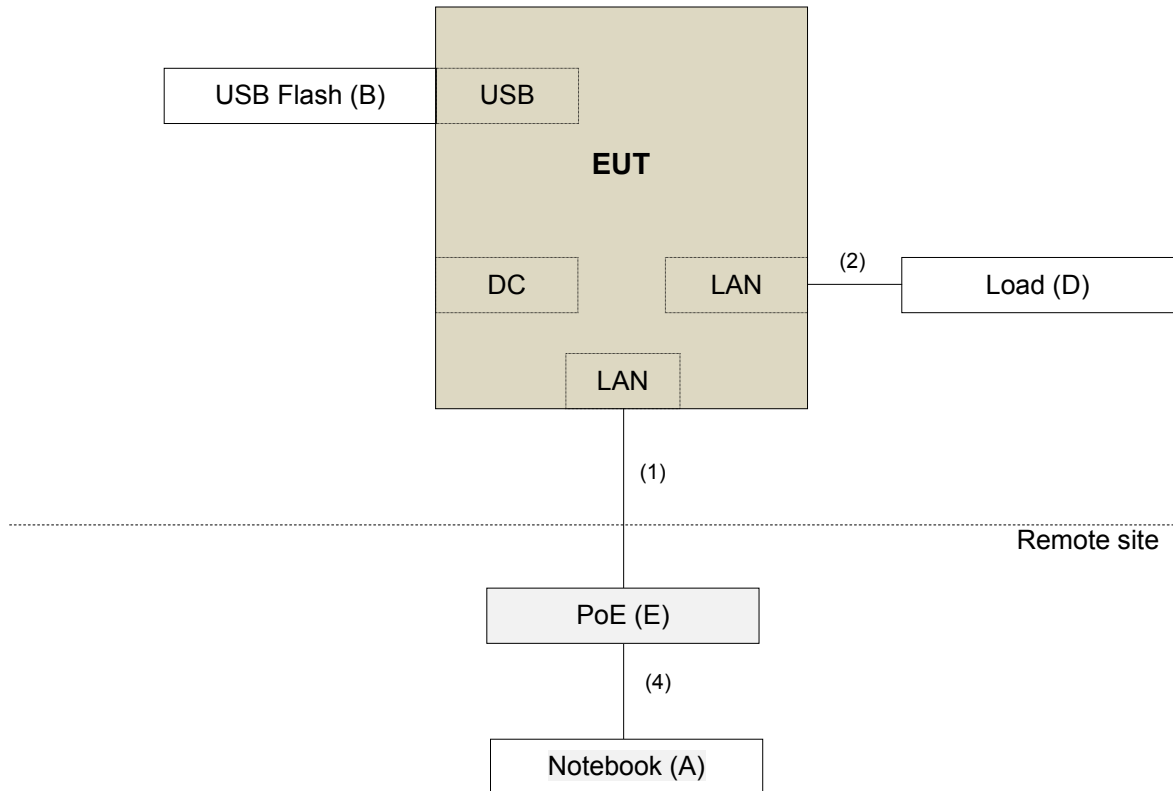 USB Flash (B)
USB
EUT
DC
LAN
(2)
Load (D)
LAN
(1)
Remote site
PoE (E)
(4)
Notebook (A)